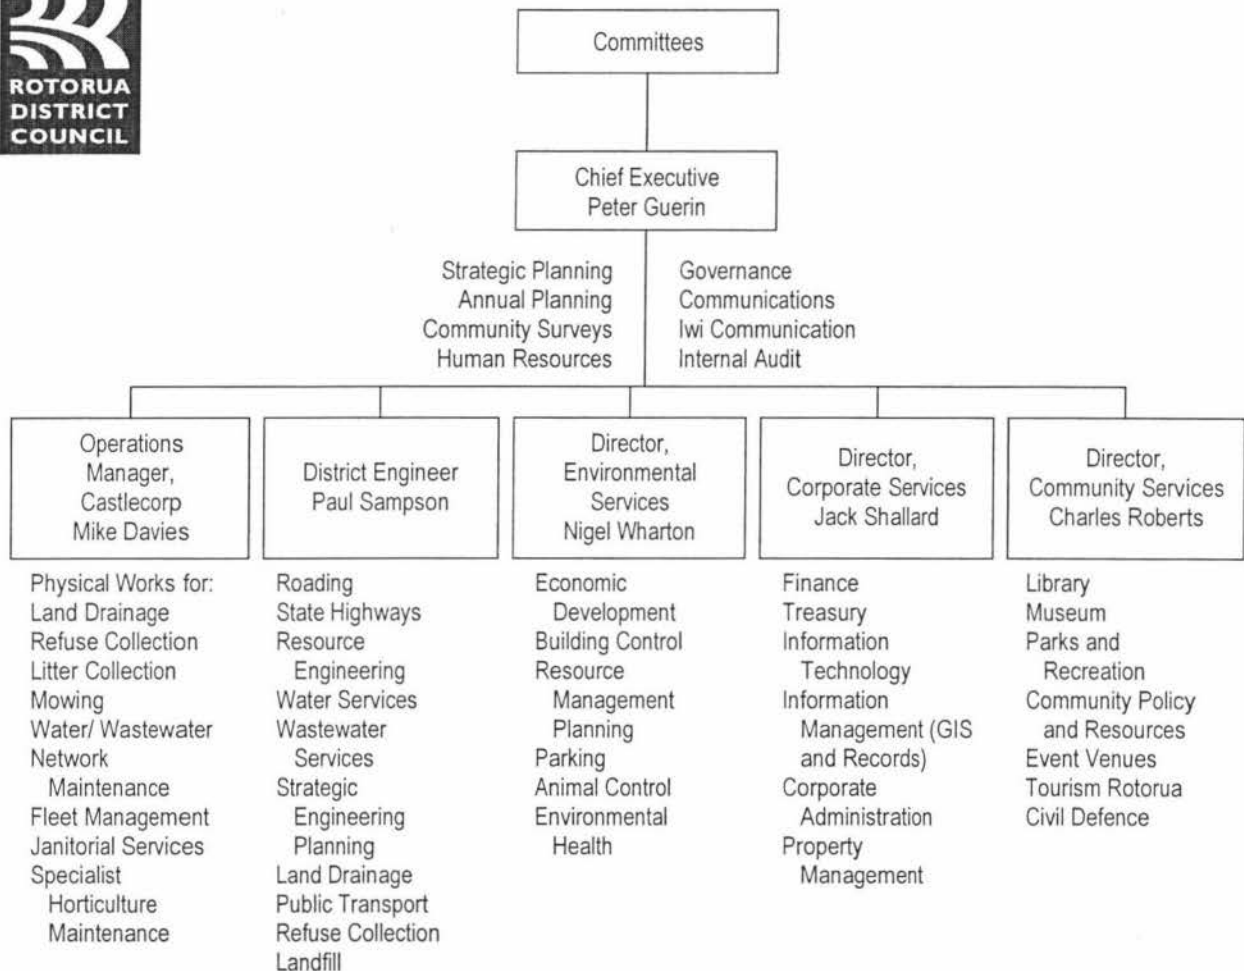 ROTORUA
DISTRICT
COUNCIL
Committees
Chief Executive
Peter Guerin
Strategic Planning
Annual Planning
Community Surveys
Human Resources
Governance
Communications
Iwi Communication
Internal Audit
Operations
Manager,
Castlecorp
Mike Davies
District Engineer
Paul Sampson
Director,
Environmental
Services
Nigel Wharton
Director,
Corporate Services
Jack Shallard
Director,
Community Services
Charles Roberts
Physical Works for:
Land Drainage
Refuse Collection
Litter Collection
Mowing
Water/ Wastewater
Network
Maintenance
Fleet Management
Janitorial Services
Specialist
Horticulture
Maintenance
Roading
State Highways
Resource
Engineering
Water Services
Wastewater
Services
Strategic
Engineering
Planning
Land Drainage
Public Transport
Refuse Collection
Landfill
Economic
Development
Building Control
Resource
Management
Planning
Parking
Animal Control
Environmental
Health
Finance
Treasury
Information
Technology
Information
Management (GIS
and Records)
Corporate
Administration
Property
Management
Library
Museum
Parks and
Recreation
Community Policy
and Resources
Event Venues
Tourism Rotorua
Civil Defence